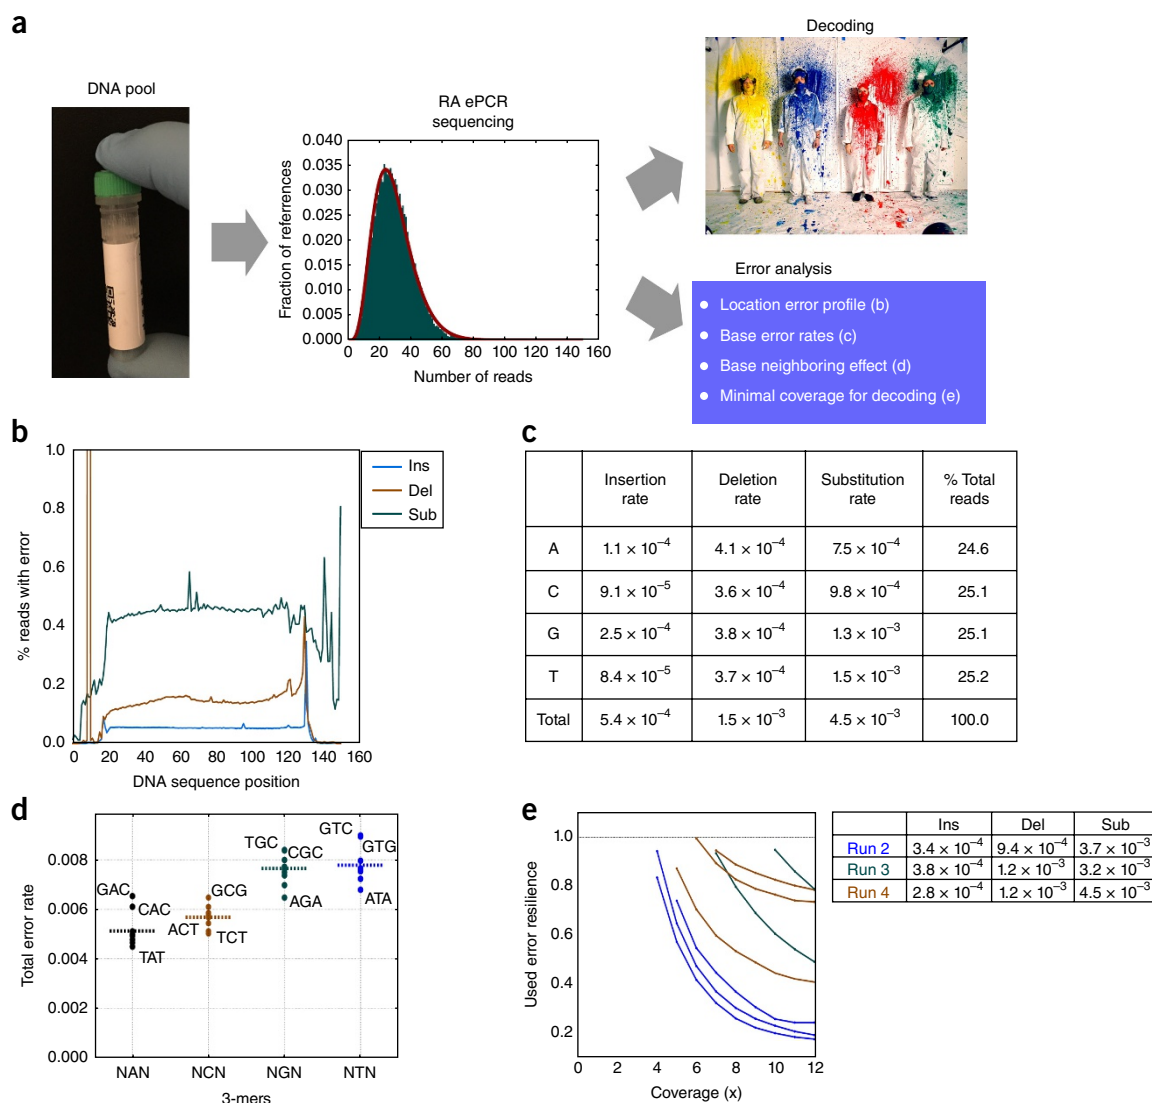 a
DNA pool
RA ePCR
sequencing
Fraction of referrences
0.040
0.035
0.030
0.025
0.020
0.015
0.010
0.005
0.000
0 20 40 60 80 100 120 140 160
Number of reads
Decoding
Error analysis
● Location error profile (b)
● Base error rates (c)
● Base neighboring effect (d)
● Minimal coverage for decoding (e)
b
% reads with error
1.0
0.8
0.6
0.4
0.2
0.0
0 20 40 60 80 100 120 140 160
DNA sequence position
Ins
Del
Sub
c
Insertion rate Deletion rate Substitution rate % Total reads
A 1.1 × 10⁻⁴ 4.1 × 10⁻⁴ 7.5 × 10⁻⁴ 24.6
C 9.1 × 10⁻⁵ 3.6 × 10⁻⁴ 9.8 × 10⁻⁴ 25.1
G 2.5 × 10⁻⁴ 3.8 × 10⁻⁴ 1.3 × 10⁻³ 25.1
T 8.4 × 10⁻⁵ 3.7 × 10⁻⁴ 1.5 × 10⁻³ 25.2
Total 5.4 × 10⁻⁴ 1.5 × 10⁻³ 4.5 × 10⁻³ 100.0
d
Total error rate
0.008
0.006
0.004
0.002
0.000
GAC
CAC
TAT
GCG
ACT
TCT
TGC
CGC
AGA
GTC
GTG
ATA
NAN NCN NGN NTN
3-mers
e
Used error resilience
1.0
0.8
0.6
0.4
0.2
0 2 4 6 8 10 12
Coverage (x)
Ins Del Sub
Run 2 3.4 × 10⁻⁴ 9.4 × 10⁻⁴ 3.7 × 10⁻³
Run 3 3.8 × 10⁻⁴ 1.2 × 10⁻³ 3.2 × 10⁻³
Run 4 2.8 × 10⁻⁴ 1.2 × 10⁻³ 4.5 × 10⁻³